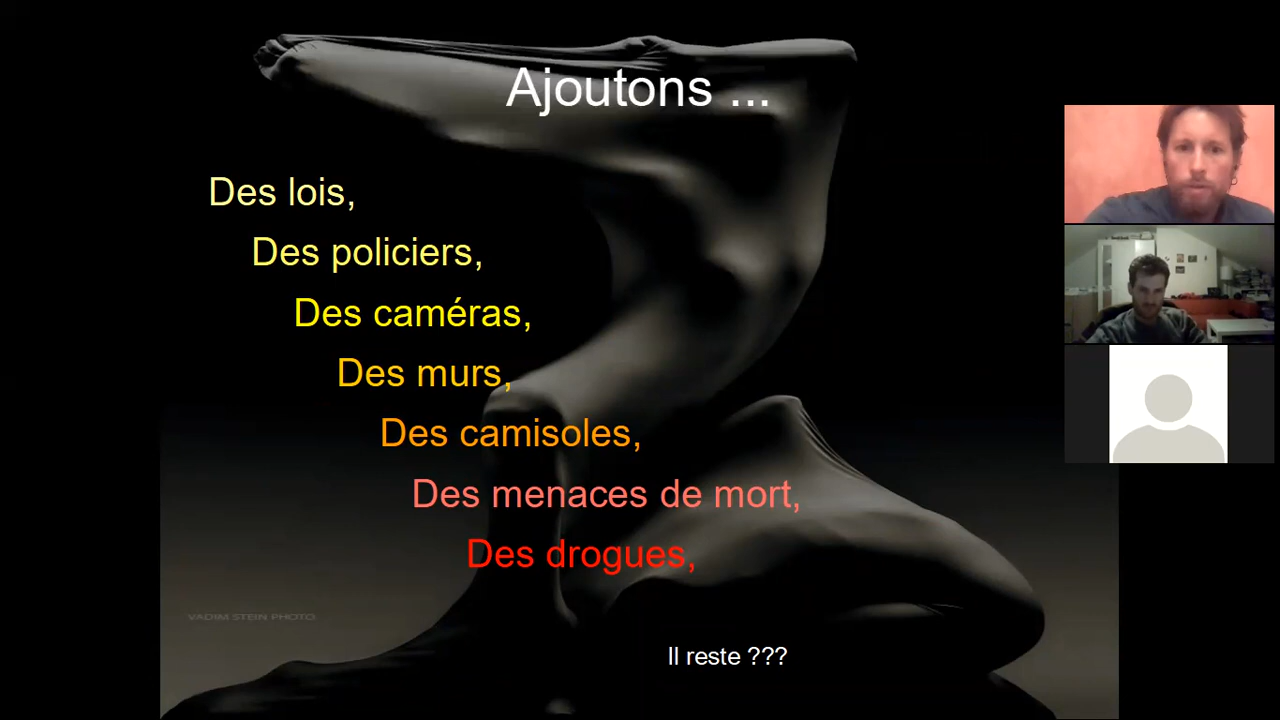 Ajoutons ...
Des lois,
Des policiers,
Des caméras,
Des murs,
Des camisoles,
Des menaces de mort,
Des drogues,
VADIM STEIN PHOTO
Il reste ???